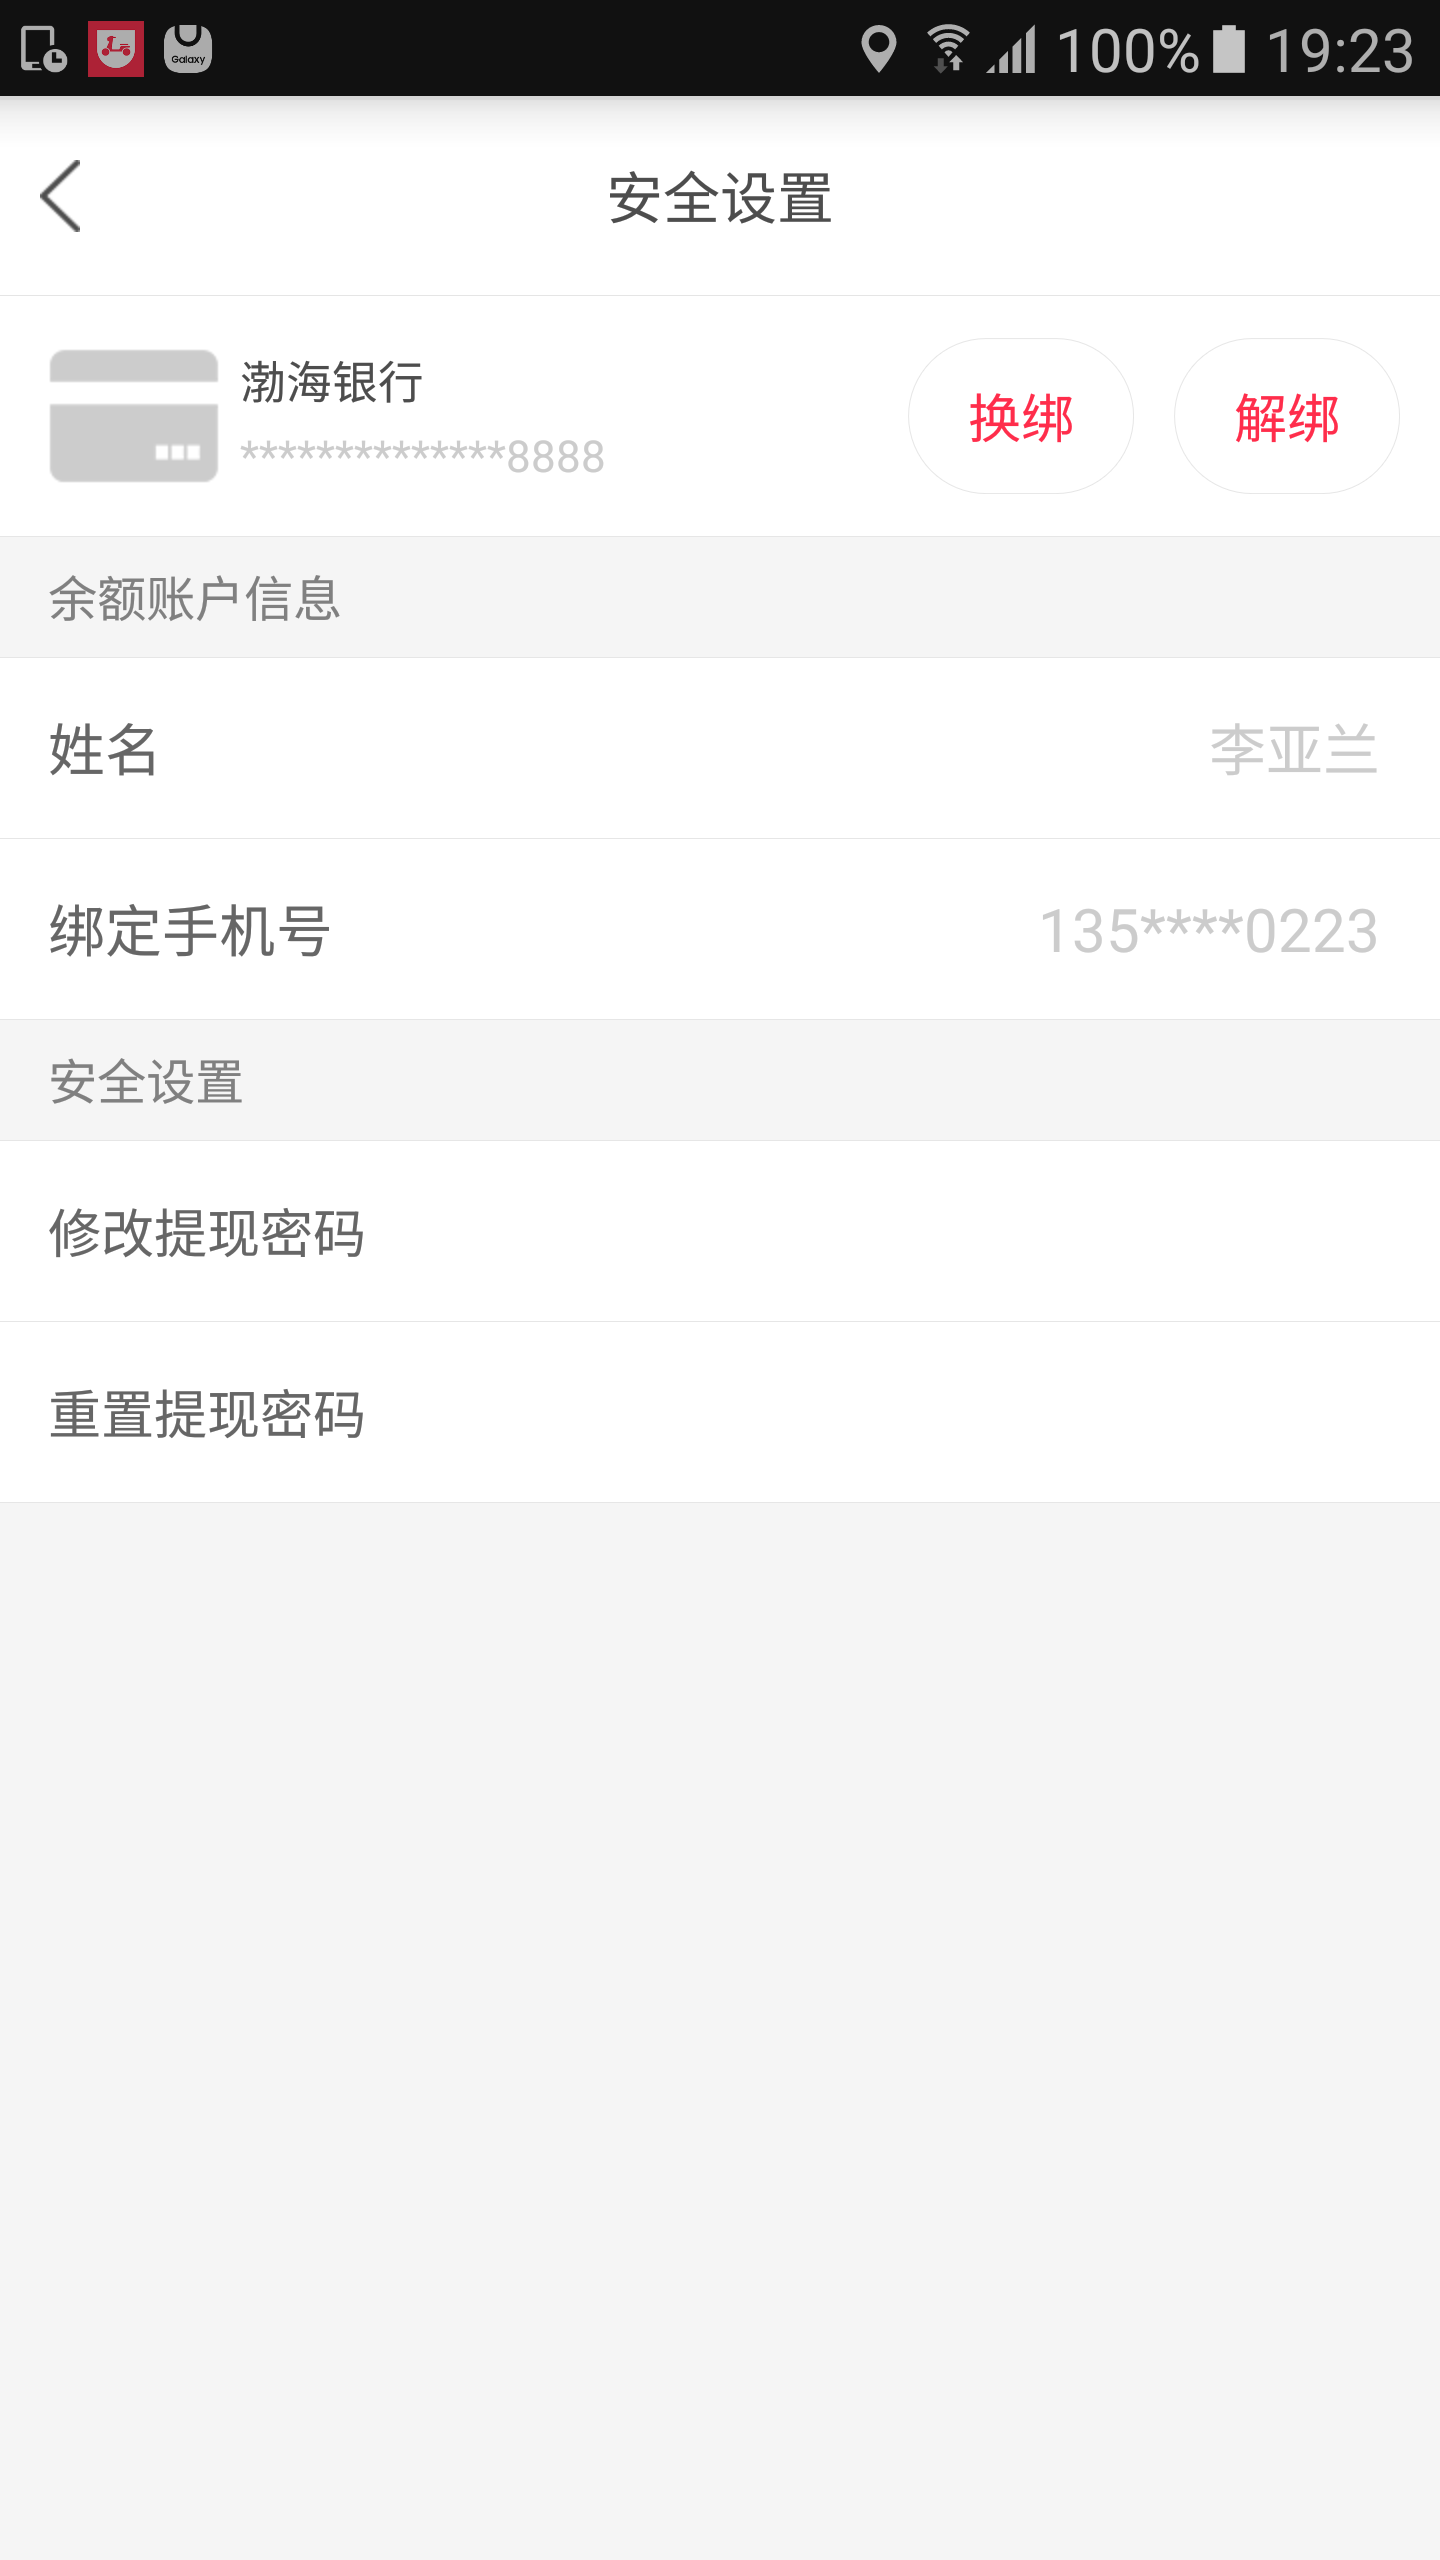 Galaxy
100% 19:23
安全设置
渤海银行
**************8888
换绑
解绑
余额账户信息
姓名
李亚兰
绑定手机号
135****0223
安全设置
修改提现密码
重置提现密码